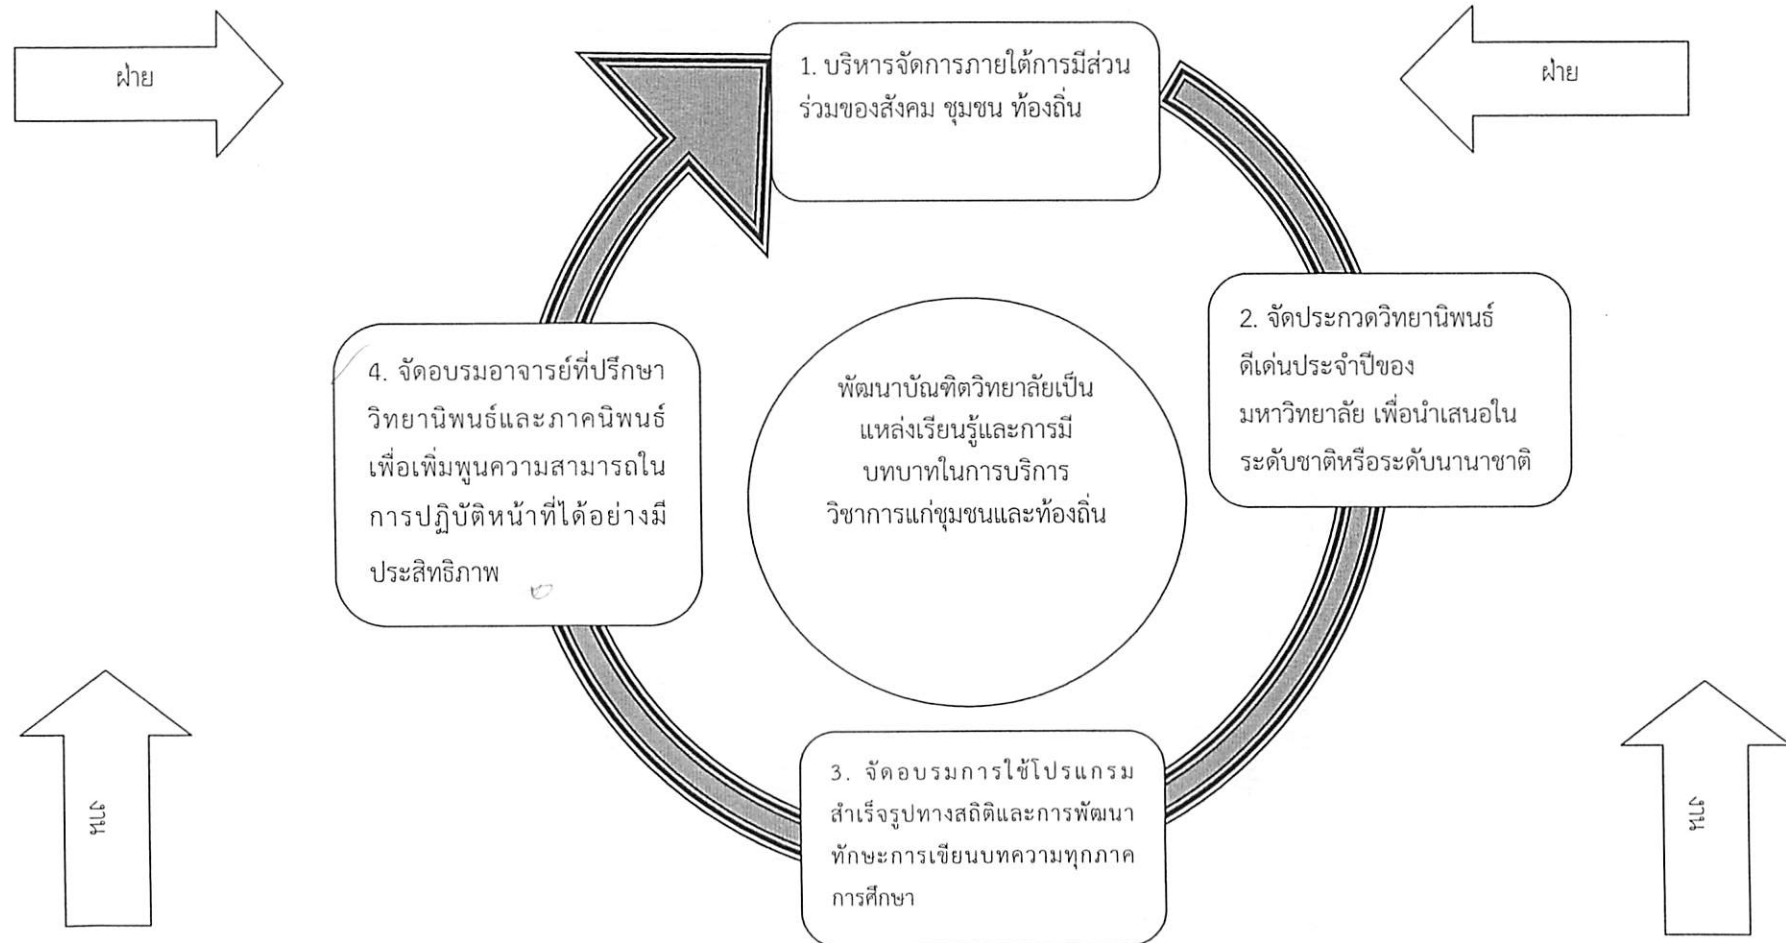 ฝ่าย
ฝ่าย
1. บริหารจัดการภายใต้การมีส่วน
ร่วมของสังคม ชุมชน ท้องถิ่น
2. จัดประกวดวิทยานิพนธ์
ดีเด่นประจำปีของ
มหาวิทยาลัย เพื่อนำเสนอใน
ระดับชาติหรือระดับนานาชาติ
4. จัดอบรมอาจารย์ที่ปรึกษา
วิทยานิพนธ์และภาคนิพนธ์
เพื่อเพิ่มพูนความสามารถใน
การปฏิบัติหน้าที่ได้อย่างมี
ประสิทธิภาพ
พัฒนาบัณฑิตวิทยาลัยเป็น
แหล่งเรียนรู้และการมี
บทบาทในการบริการ
วิชาการแก่ชุมชนและท้องถิ่น
3. จัดอบรมการใช้โปรแกรม
สำเร็จรูปทางสถิติและการพัฒนา
ทักษะการเขียนบทความทุกภาค
การศึกษา
งาน
งาน